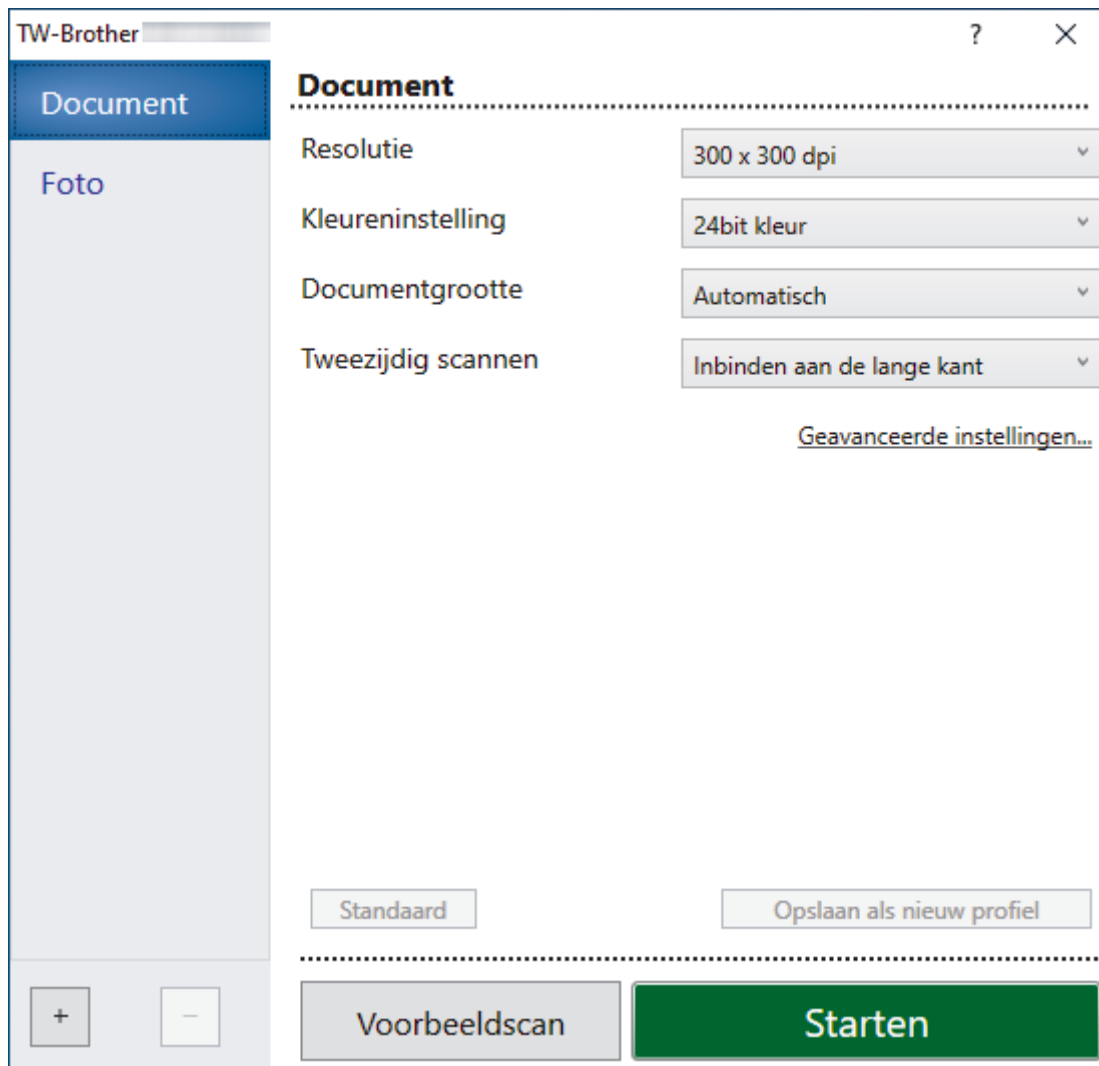 TW-Brother
?
Document
Foto
Document
Resolutie
300 x 300 dpi
Kleureninstelling
24bit kleur
Documentgrootte
Automatisch
Tweezijdig scannen
Inbinden aan de lange kant
Geavanceerde instellingen...
Standaard
Opslaan als nieuw profiel
+
−
Voorbeeldscan
Starten